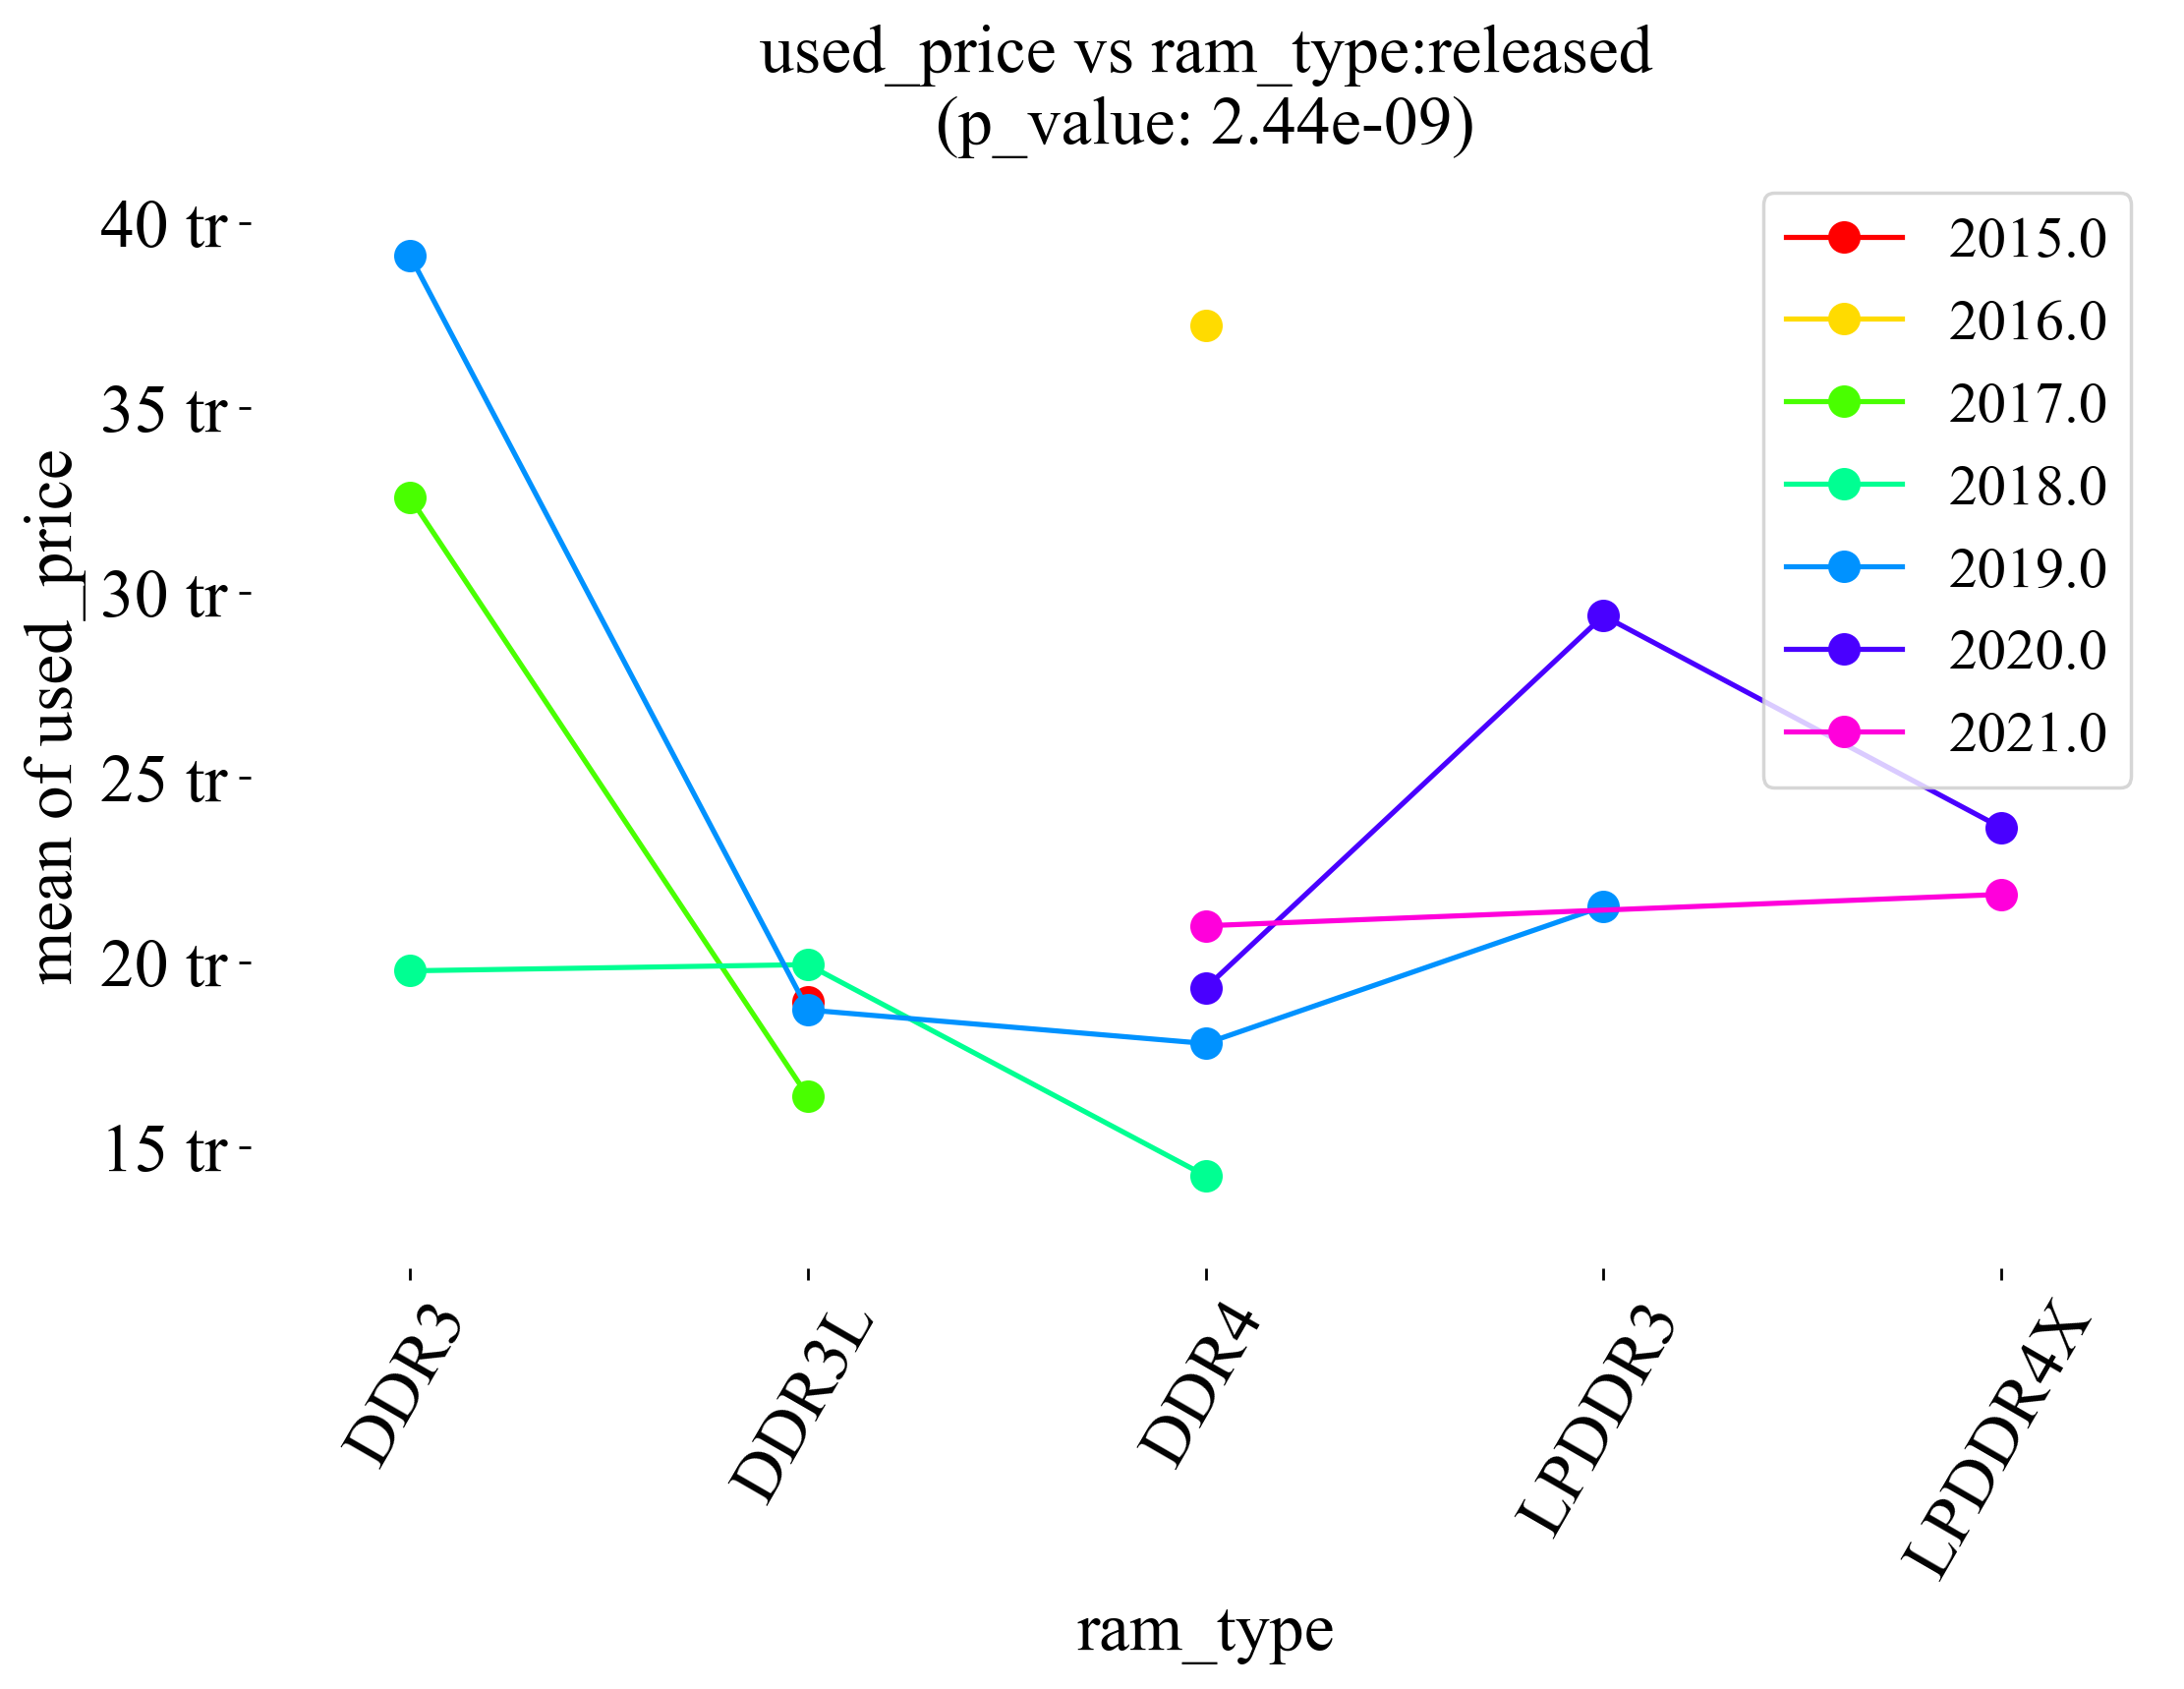 used_price vs ram_type:released
(p_value: 2.44e-09)
40 tr
35 tr
30 tr
25 tr
20 tr
15 tr
mean of used_price
2015.0
2016.0
2017.0
2018.0
2019.0
2020.0
2021.0
DDR3
DDR3L
DDR4
LPDDR3
LPDDR4X
ram_type